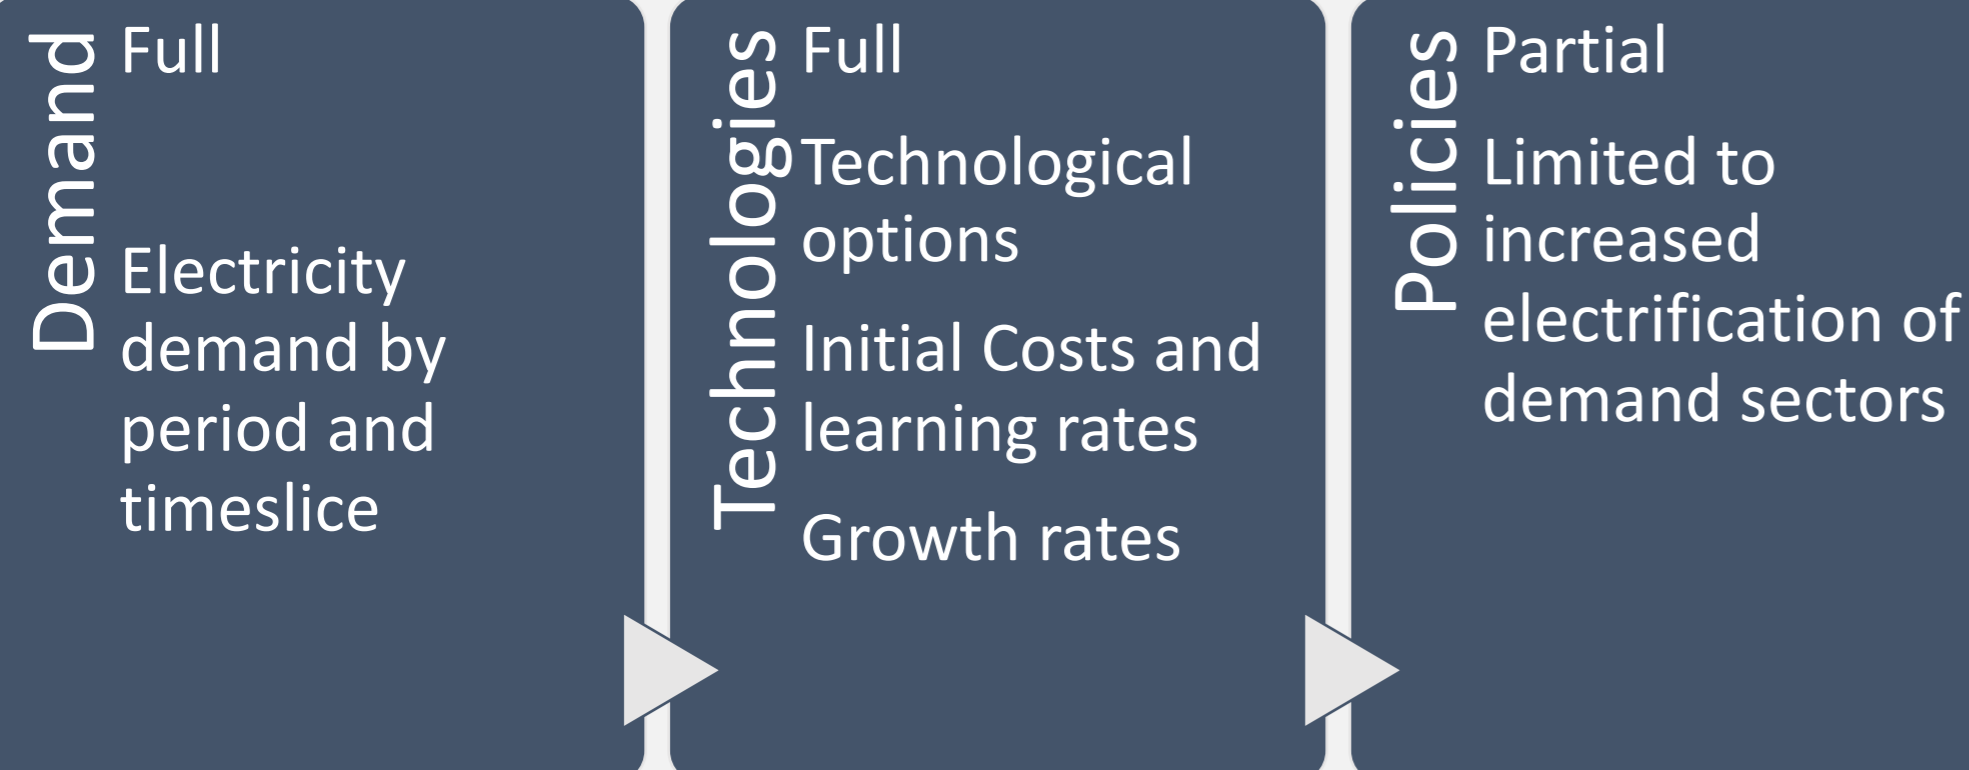 Demand
Full
Electricity
demand by
period and
timeslice
Technologies
Full
Technological
options
Initial Costs and
learning rates
Growth rates
Policies
Partial
Limited to
increased
electrification of
demand sectors